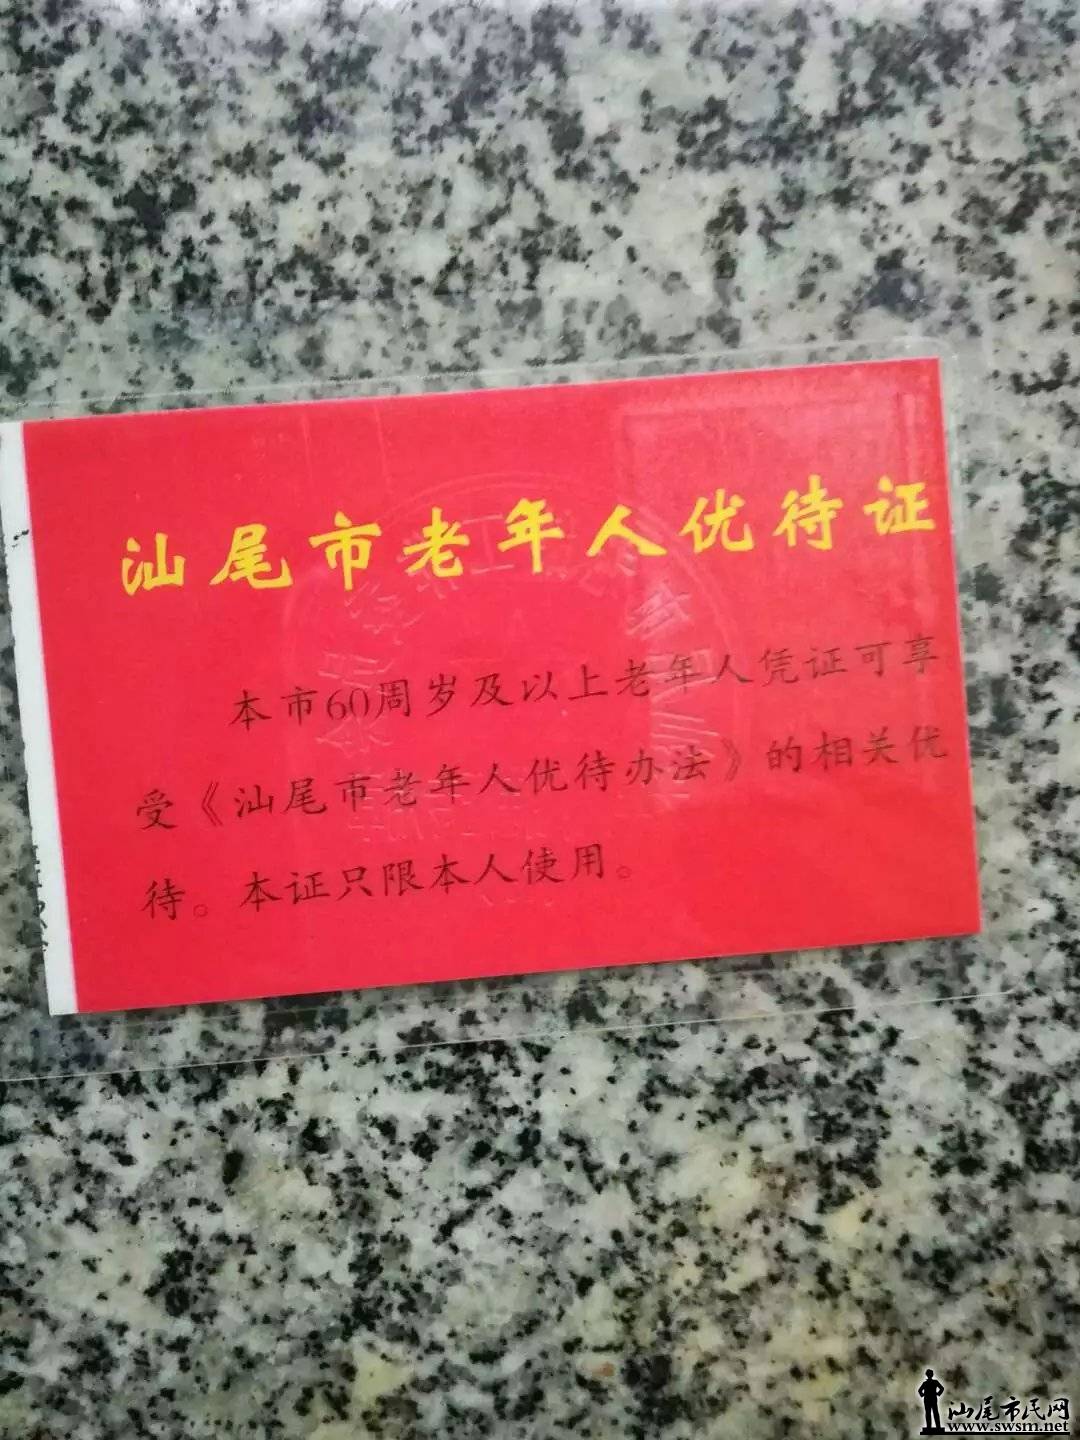 汕尾市老年人优待证
本市60周岁及以上老年人凭证可享
受《汕尾市老年人优待办法》的相关优
待。本证只限本人使用。
汕尾市民网
www.swsm.net